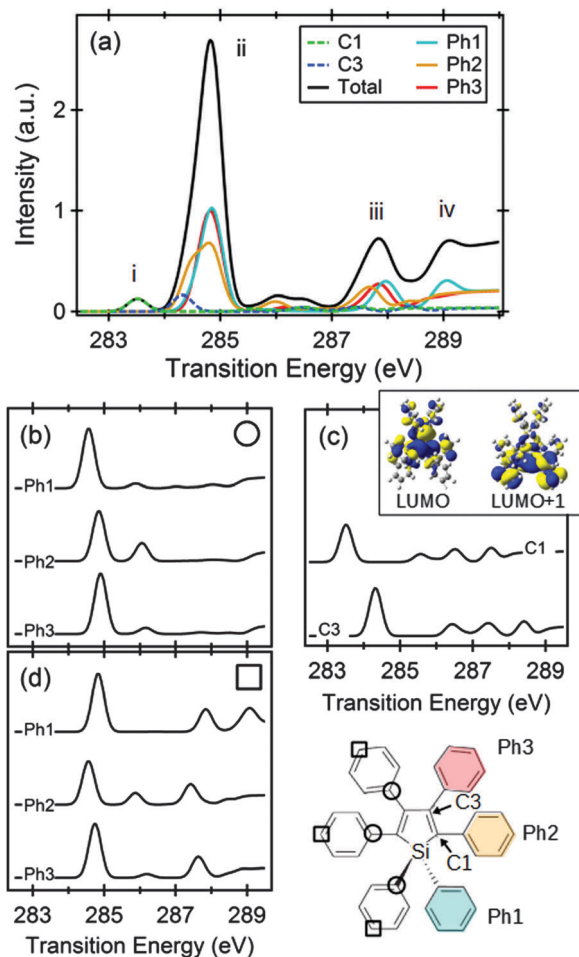 (a)
ii
C1
C3
Total
Ph1
Ph2
Ph3
i
iii
iv
Intensity (a.u.)
2
1
0
283
285
287
289
Transition Energy (eV)
(b)
Ph1
Ph2
Ph3
(c)
LUMO
LUMO+1
C1
C3
283
285
287
289
Transition Energy (eV)
(d)
Ph1
Ph2
Ph3
283
285
287
289
Transition Energy (eV)
Ph3
C3
Ph2
Si
C1
Ph1